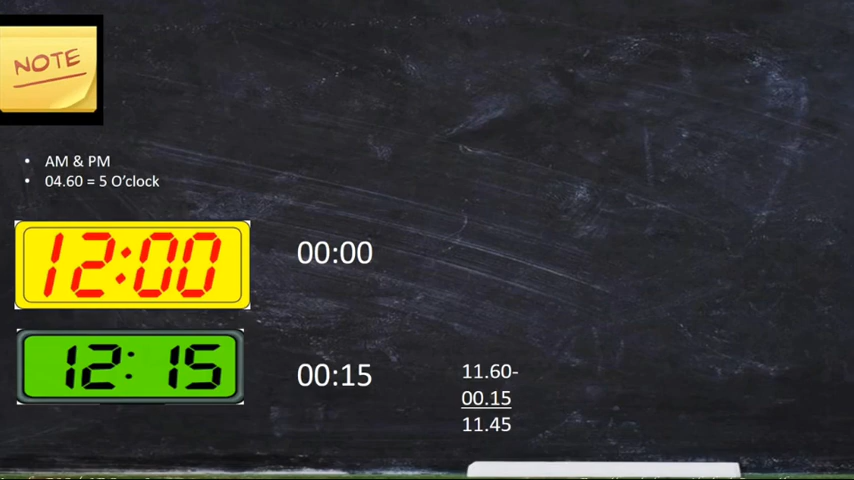 NOTE
• AM & PM
• 04.60 = 5 O'clock
12:00
00:00
12:15
00:15
11.60-
00.15
11.45